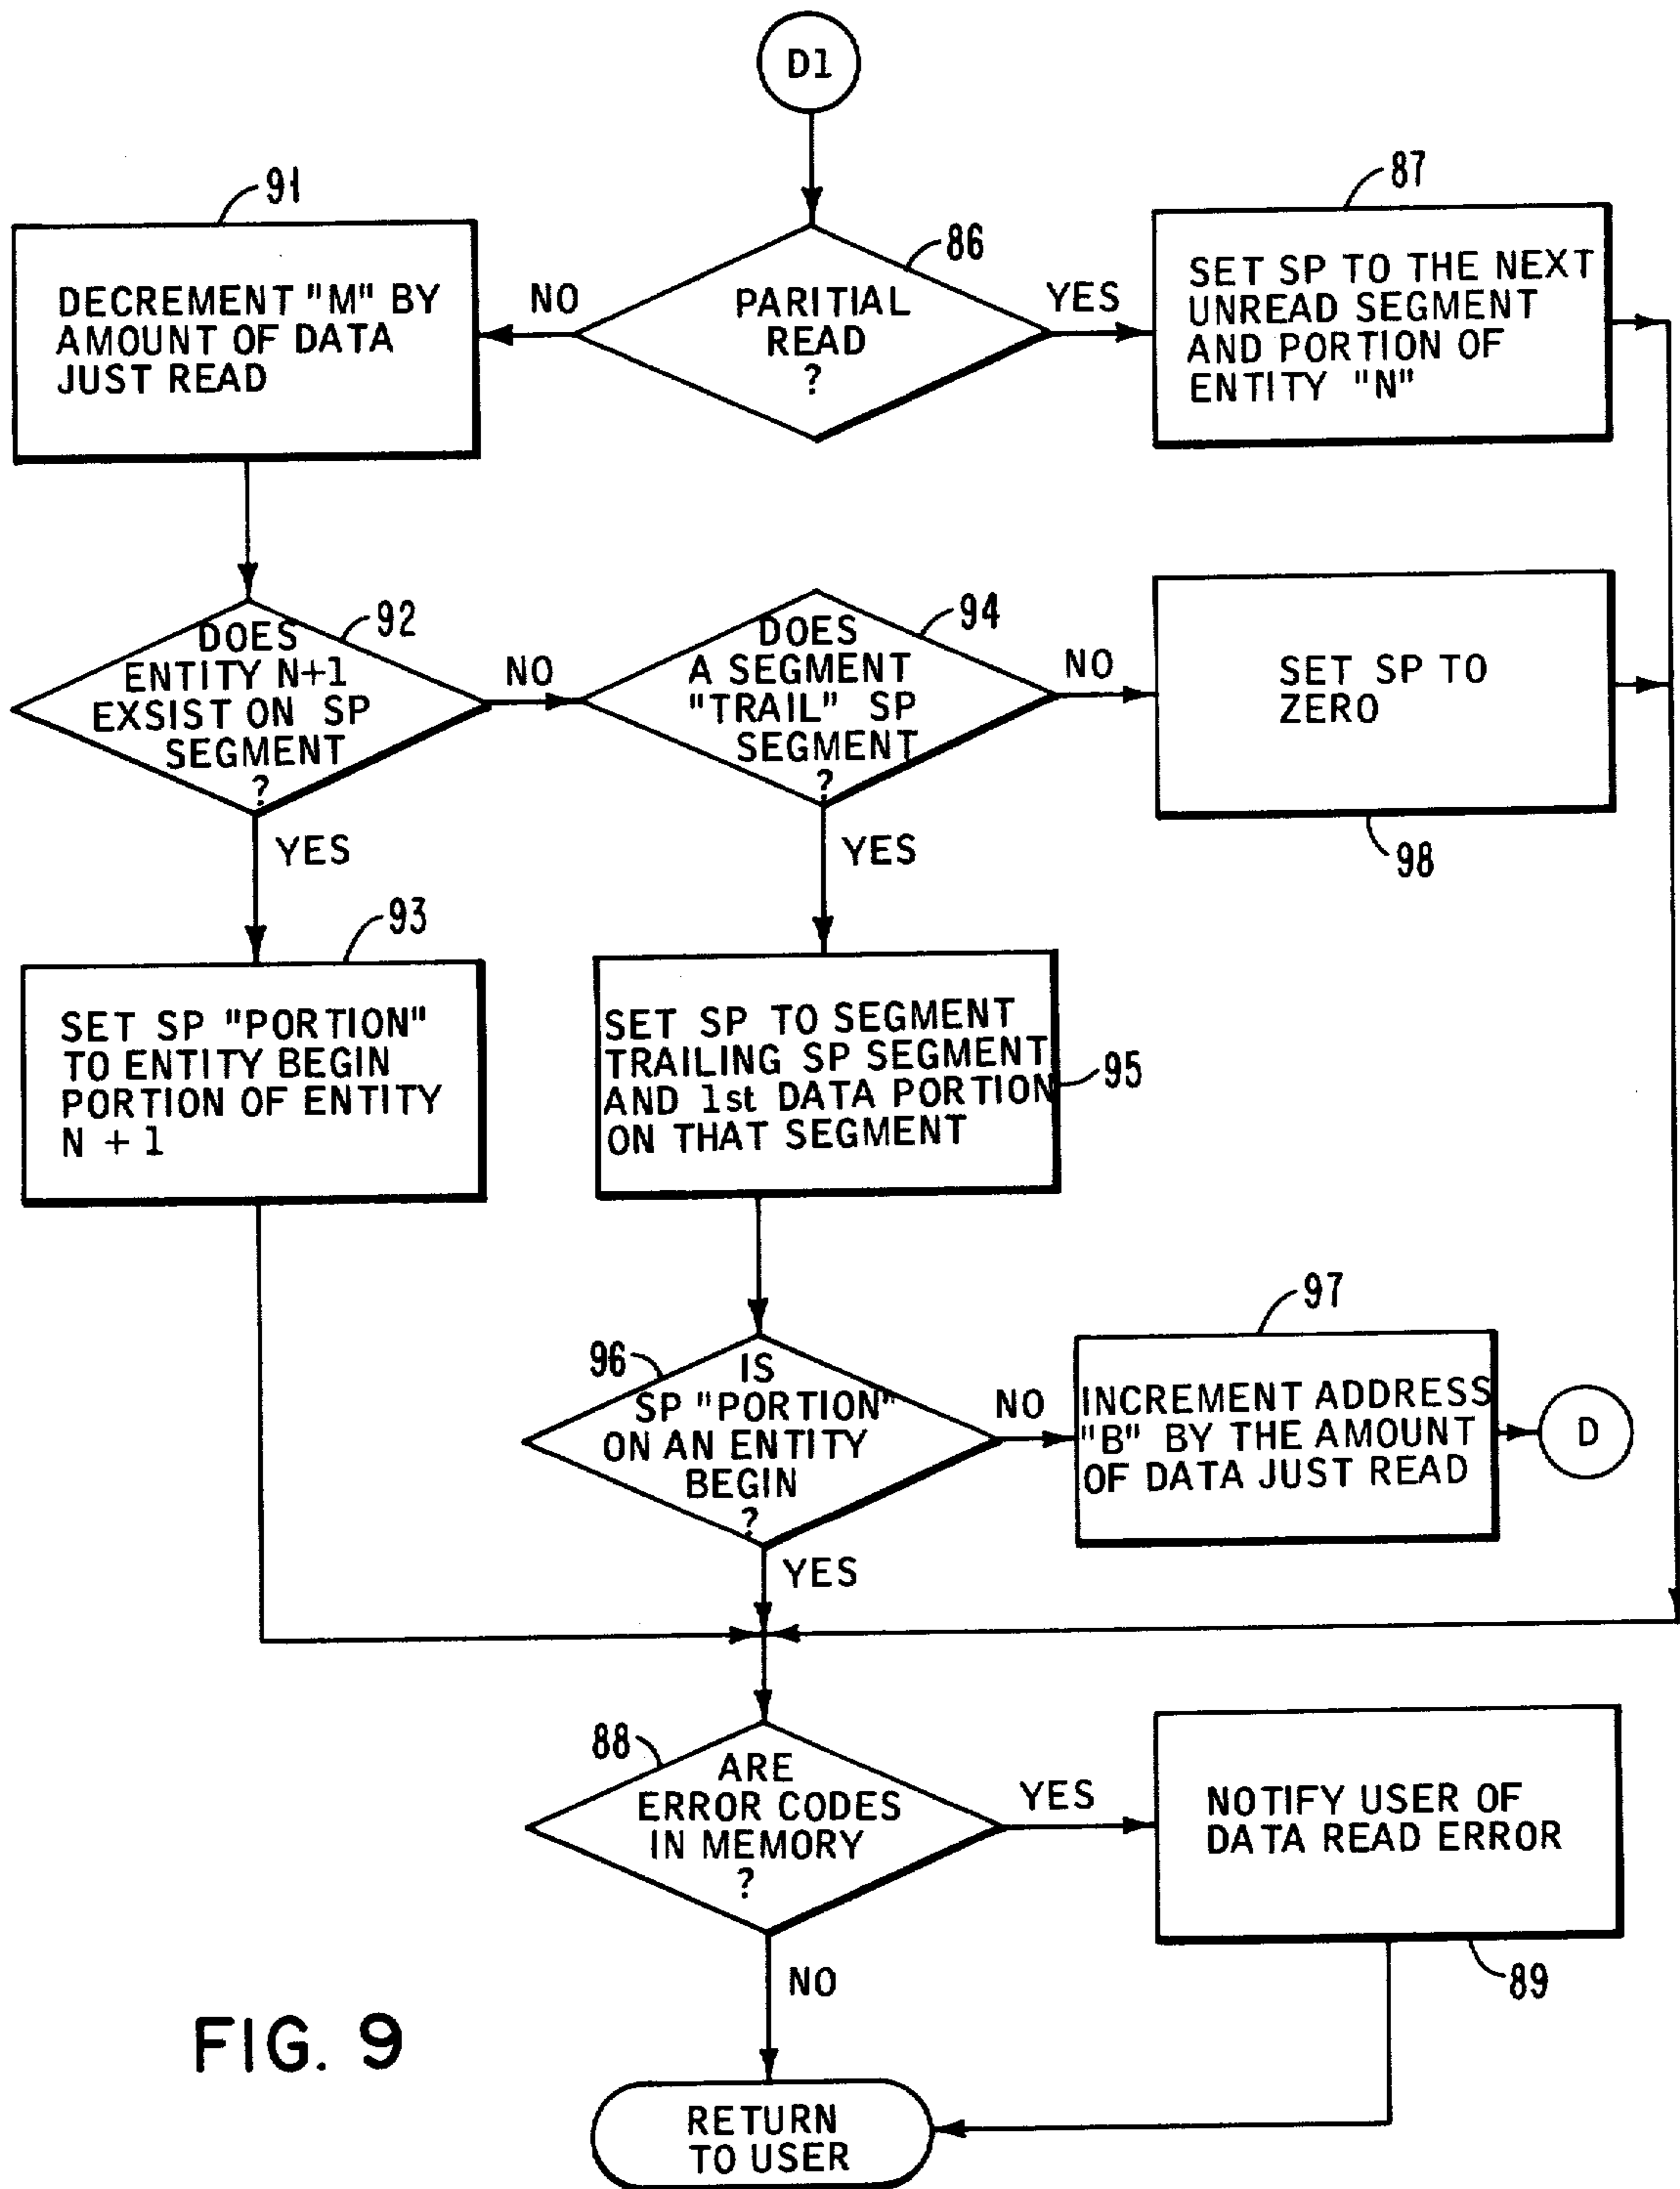 D1
91
87
86
DECREMENT "M" BY
AMOUNT OF DATA
JUST READ
NO
PARITIAL
READ
?
YES
SET SP TO THE NEXT
UNREAD SEGMENT
AND PORTION OF
ENTITY "N"
92
DOES
ENTITY N+1
EXSIST ON SP
SEGMENT
?
NO
94
DOES
A SEGMENT
"TRAIL" SP
SEGMENT
?
NO
SET SP TO
ZERO
98
YES
YES
93
SET SP "PORTION"
TO ENTITY BEGIN
PORTION OF ENTITY
N + 1
SET SP TO SEGMENT
TRAILING SP SEGMENT
AND 1st DATA PORTION
ON THAT SEGMENT
95
97
96
IS
SP "PORTION"
ON AN ENTITY
BEGIN
?
NO
INCREMENT ADDRESS
"B" BY THE AMOUNT
OF DATA JUST READ
D
YES
88
ARE
ERROR CODES
IN MEMORY
?
YES
NOTIFY USER OF
DATA READ ERROR
89
NO
FIG. 9
RETURN
TO USER